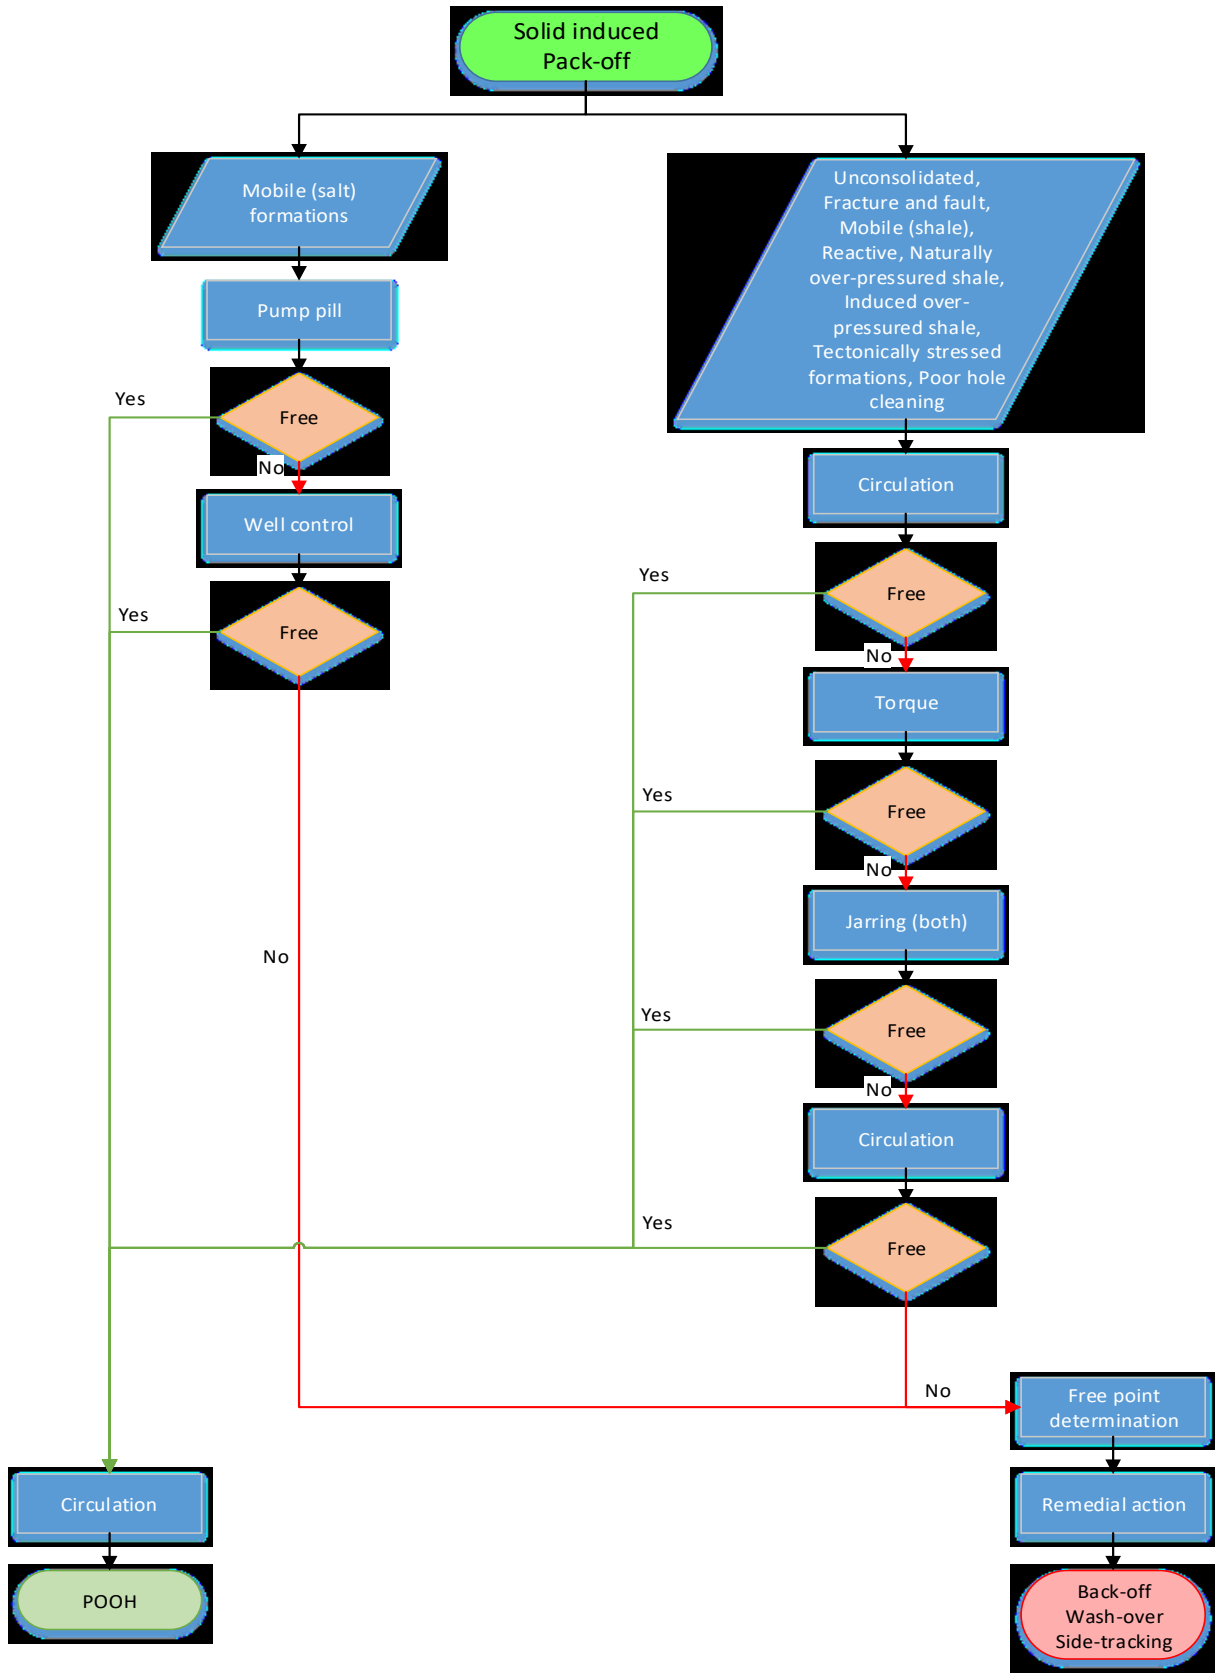 Solid induced
Pack-off
Mobile (salt)
formations
Pump pill
Yes
Free
No
Well control
Yes
Free
No
Unconsolidated,
Fracture and fault,
Mobile (shale),
Reactive, Naturally
over-pressured shale,
Induced over-
pressured shale,
Tectonically stressed
formations, Poor hole
cleaning
Circulation
Yes
Free
No
Torque
Yes
Free
No
Jarring (both)
Yes
Free
No
Circulation
Yes
Free
No
Free point
determination
Circulation
Remedial action
POOH
Back-off
Wash-over
Side-tracking